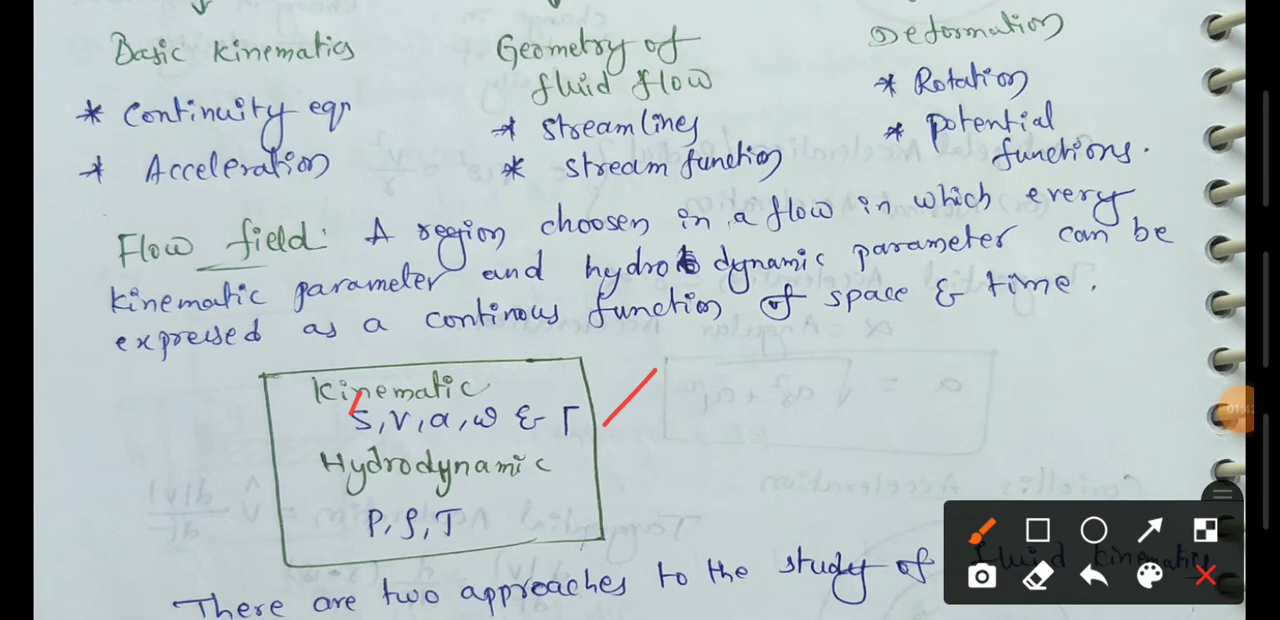 Basic Kinematics
* Continuity eqn
* Acceleration
Geometry of
fluid flow
* streamlines
* stream function
Deformation
* Rotation
* potential
functions.
Flow field: A region choosen in a flow in which every
kinematic parameter and hydro dynamic parameter can be
expressed as a continous function of space & time.
Kinematic
S, V, a, ω & Γ
Hydrodynamic
P, ρ, T
There are two approaches to the study of fluid kinematics